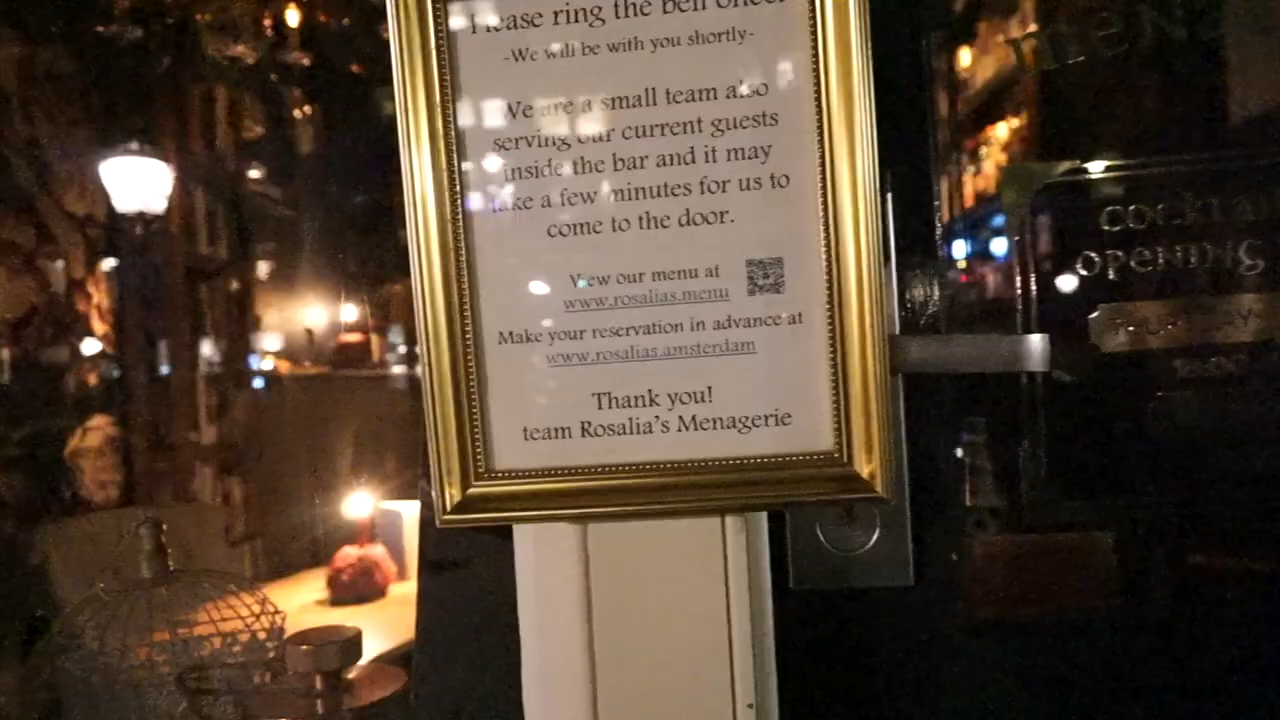 Please ring the bell once.
-We will be with you shortly-
We are a small team also
serving our current guests
inside the bar and it may
take a few minutes for us to
come to the door.
View our menu at
www.rosalias.menu
Make your reservation in advance at
www.rosalias.amsterdam
Thank you!
team Rosalia's Menagerie
OPENING